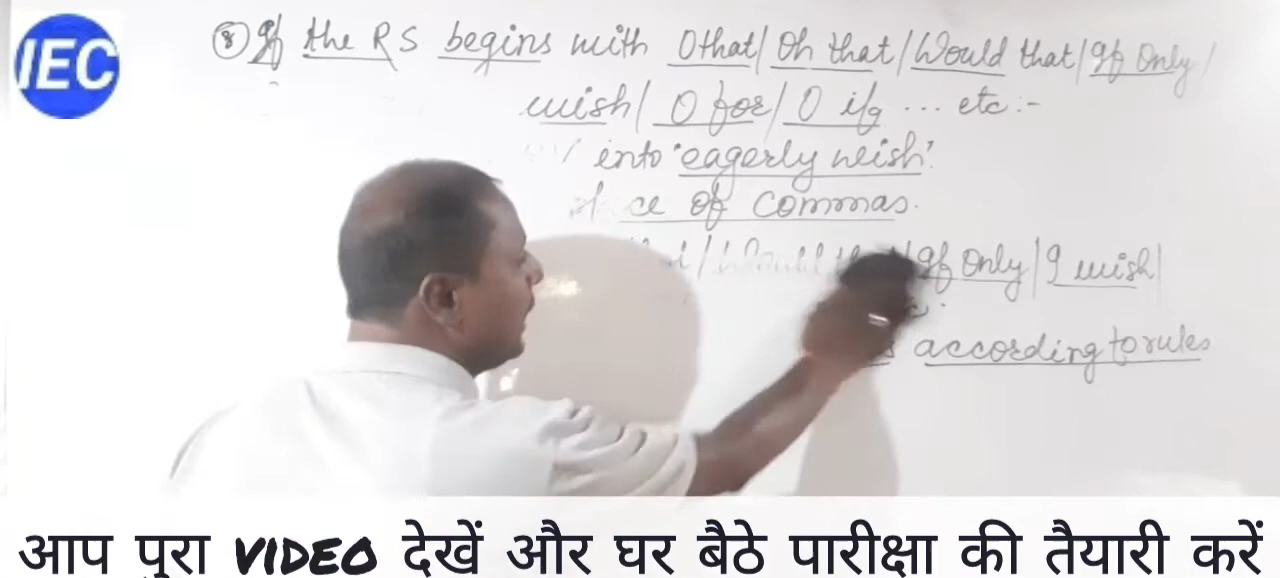 IEC
⑧ If the RS begins with O that/ Oh that/ Would that/ If Only/
wish/ O for/ O if ... etc :-
into 'eagerly wish'.
ce of commas.
If Only/ I wish/
according to rules
आप पुरा VIDEO देखें और घर बैठे पारीक्षा की तैयारी करें